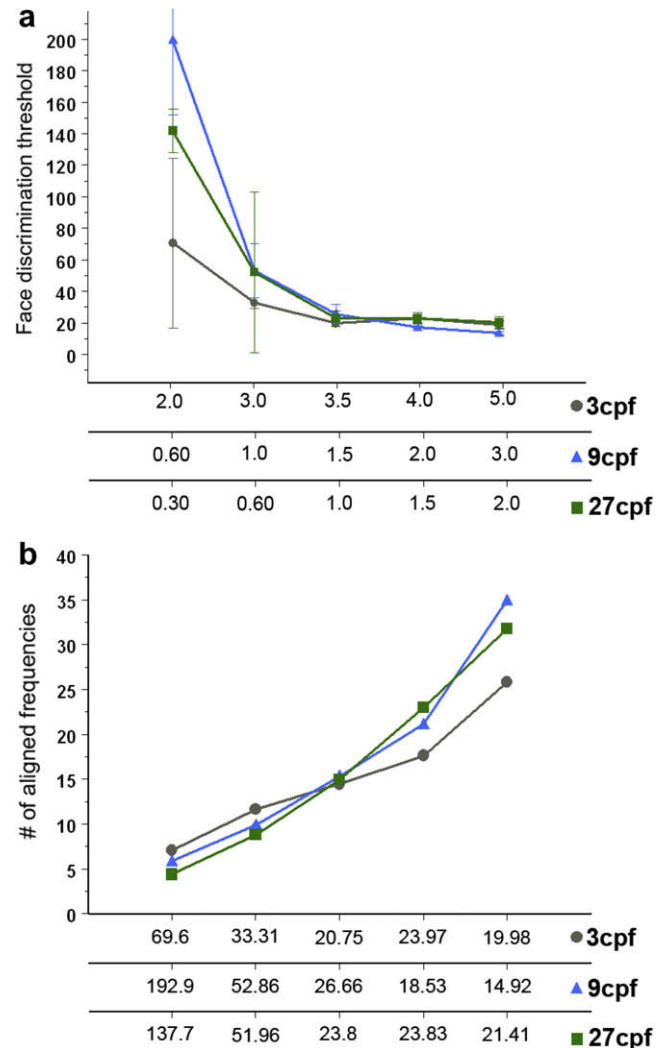 a
Face discrimination threshold
200
180
160
140
120
100
80
60
40
20
0
2.0 3.0 3.5 4.0 5.0 3cpf
0.60 1.0 1.5 2.0 3.0 9cpf
0.30 0.60 1.0 1.5 2.0 27cpf
b
# of aligned frequencies
40
35
30
25
20
15
10
5
0
69.6 33.31 20.75 23.97 19.98 3cpf
192.9 52.86 26.66 18.53 14.92 9cpf
137.7 51.96 23.8 23.83 21.41 27cpf